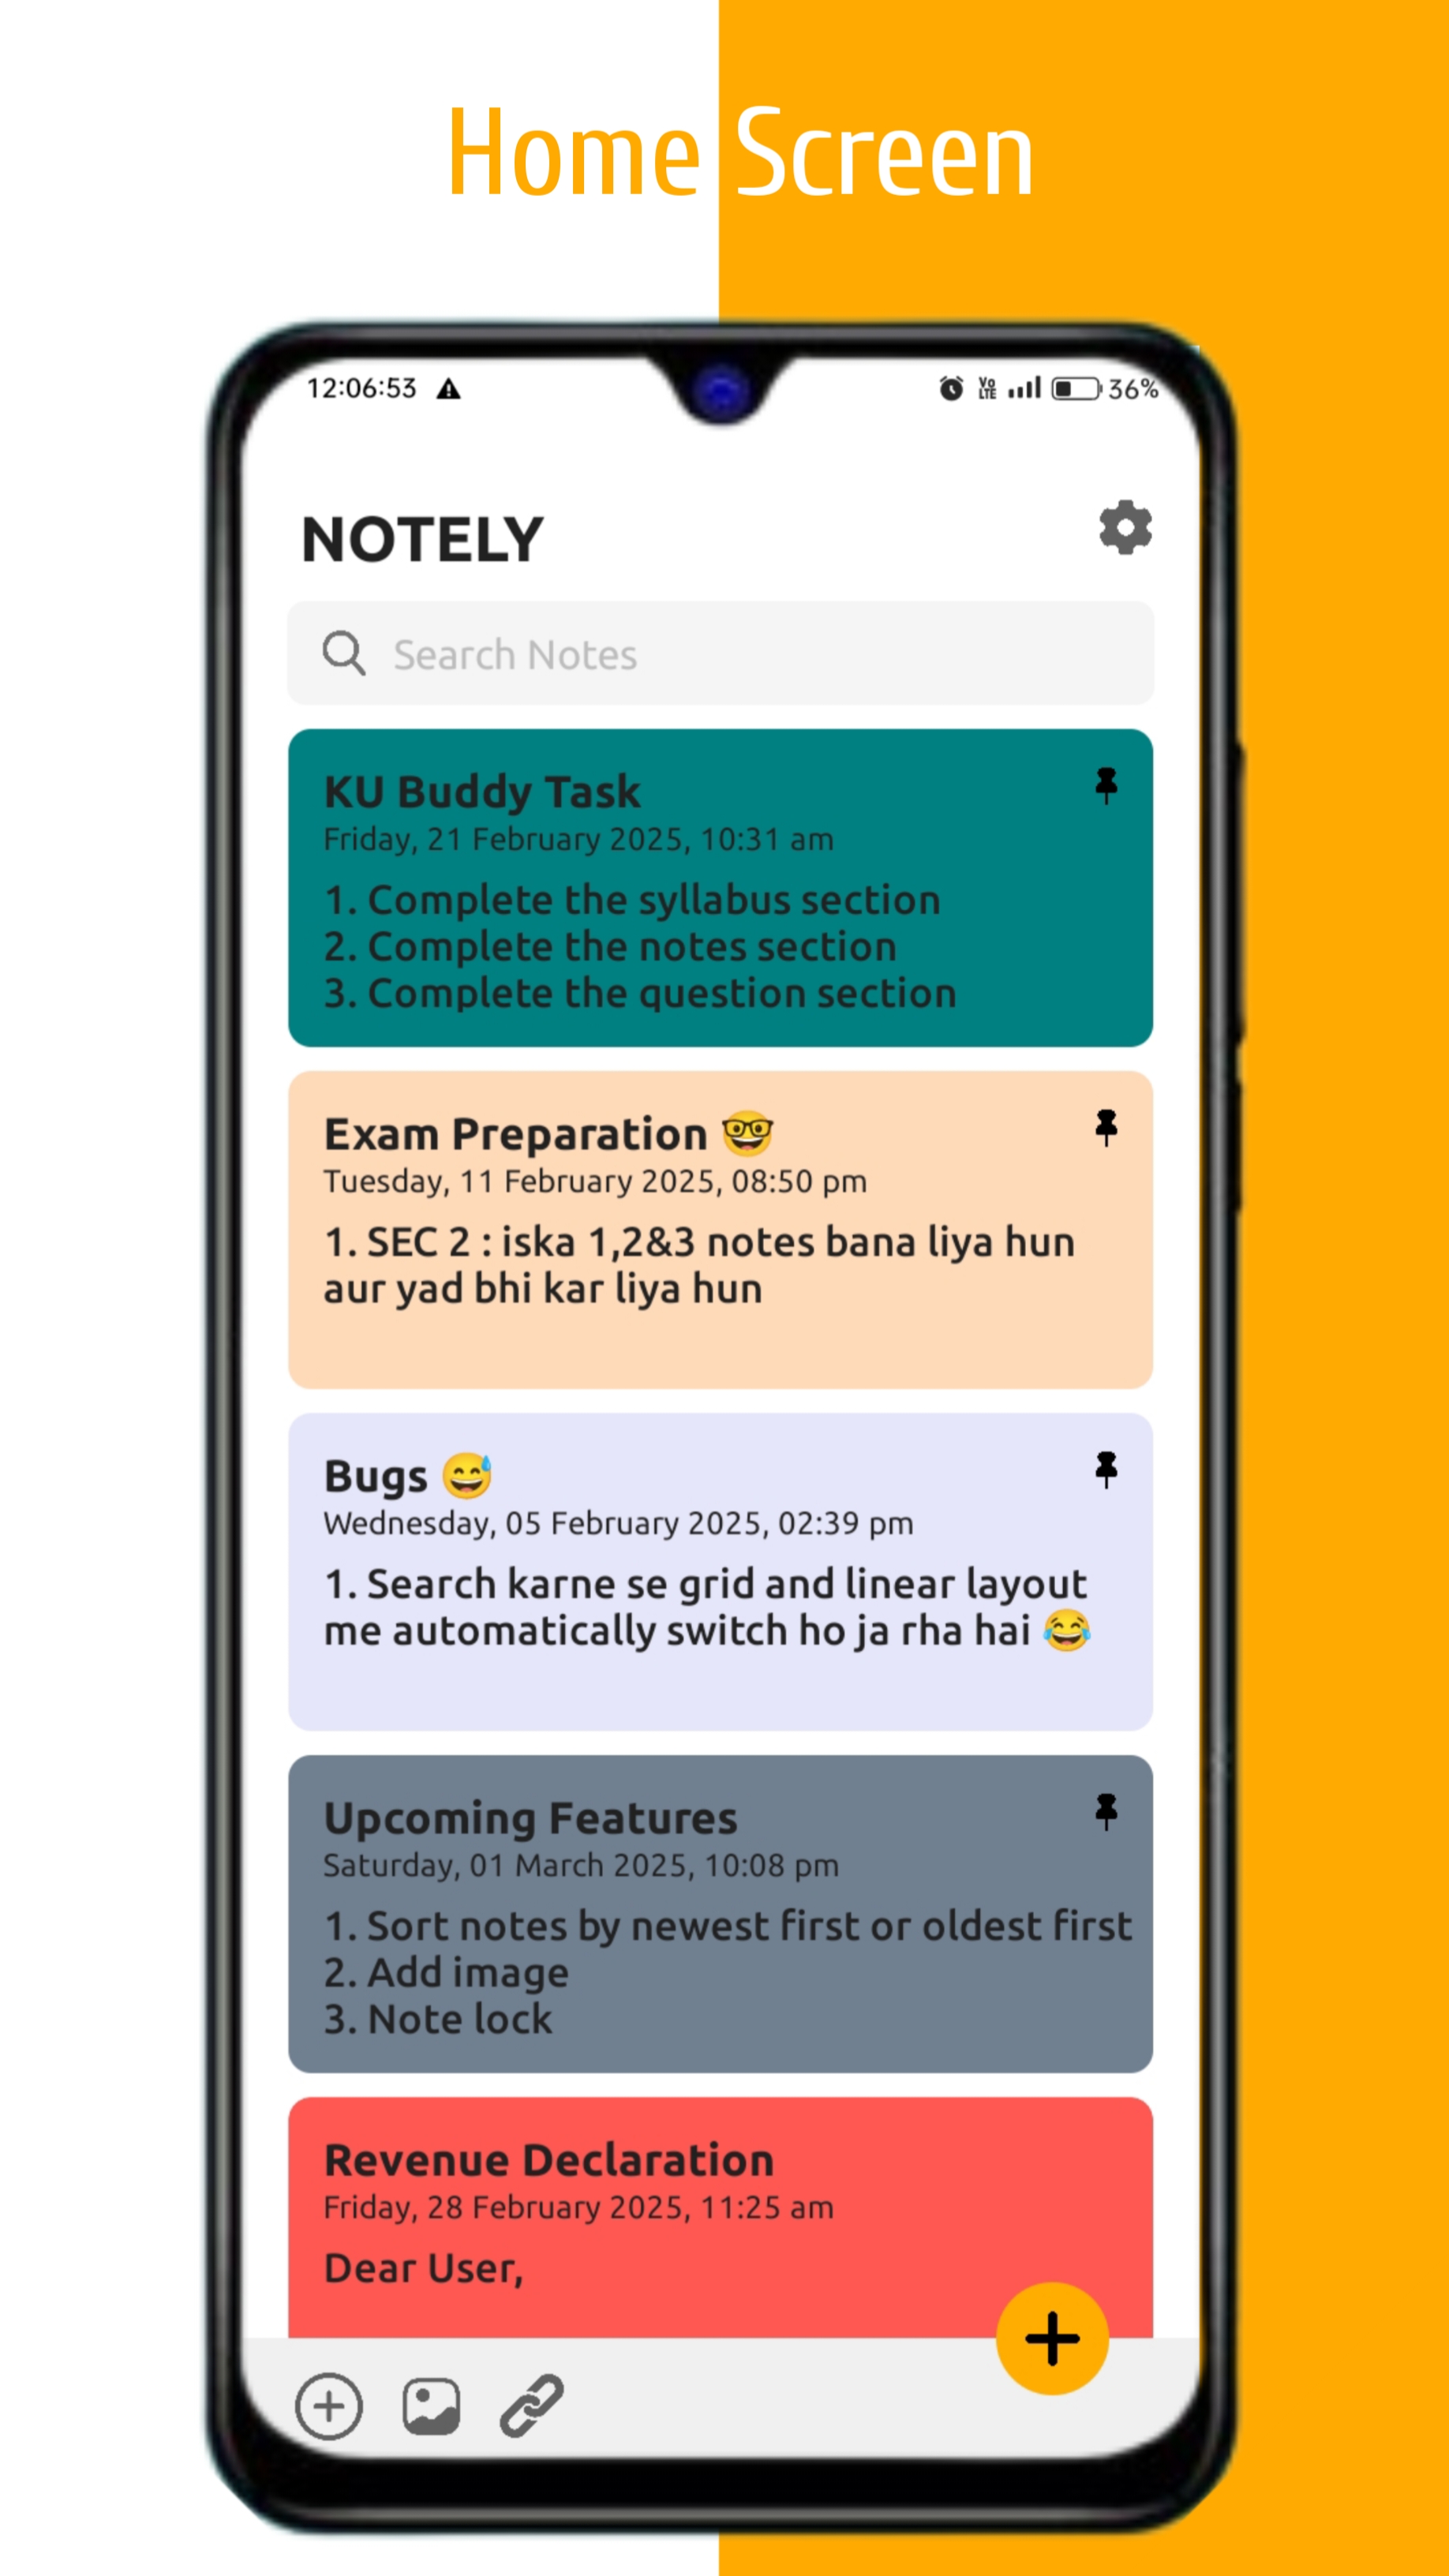 Home Screen
12:06:53
Vo
LTE
36%
NOTELY
Search Notes
KU Buddy Task
Friday, 21 February 2025, 10:31 am
1. Complete the syllabus section
2. Complete the notes section
3. Complete the question section
Exam Preparation 🤓
Tuesday, 11 February 2025, 08:50 pm
1. SEC 2 : iska 1,2&3 notes bana liya hun
aur yad bhi kar liya hun
Bugs 😅
Wednesday, 05 February 2025, 02:39 pm
1. Search karne se grid and linear layout
me automatically switch ho ja rha hai 😂
Upcoming Features
Saturday, 01 March 2025, 10:08 pm
1. Sort notes by newest first or oldest first
2. Add image
3. Note lock
Revenue Declaration
Friday, 28 February 2025, 11:25 am
Dear User,